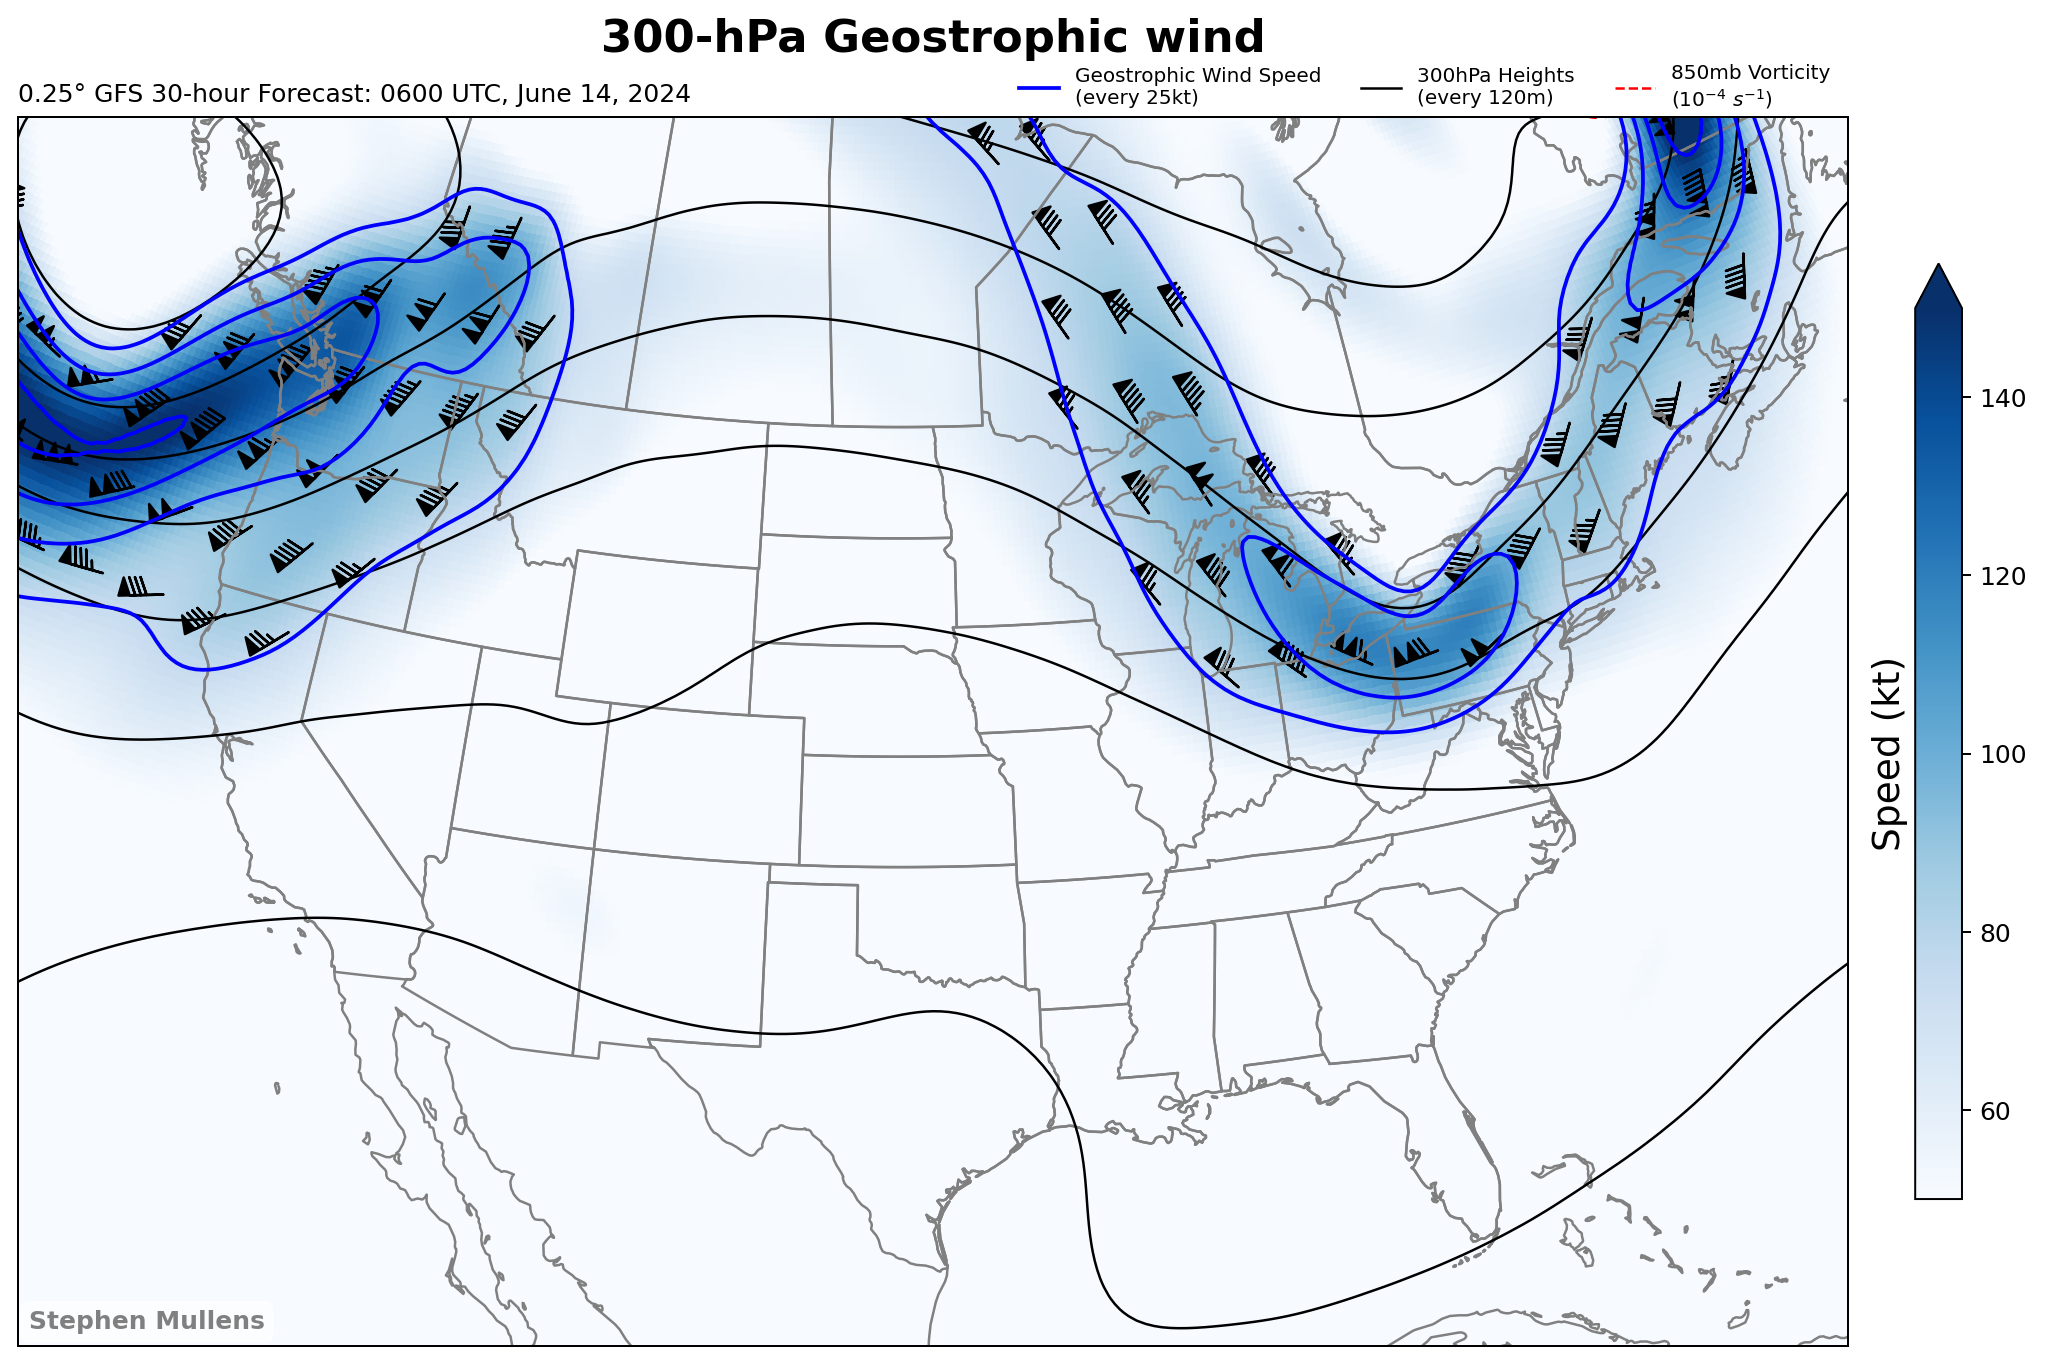 300-hPa Geostrophic wind
0.25° GFS 30-hour Forecast: 0600 UTC, June 14, 2024
Geostrophic Wind Speed
(every 25kt)
300hPa Heights
(every 120m)
850mb Vorticity
(10⁻⁴ s⁻¹)
140
120
100
80
60
Speed (kt)
Stephen Mullens